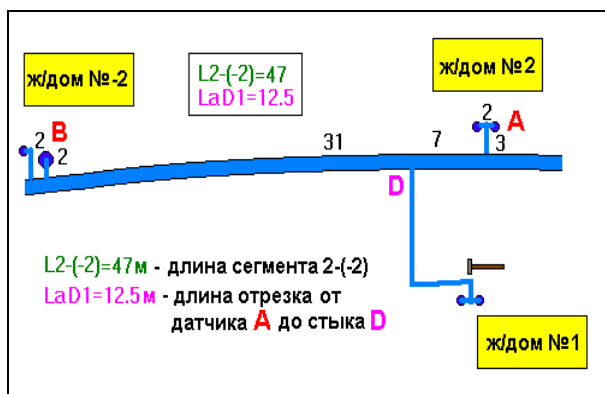 ж/дом №-2
L2-(-2)=47
LaD1=12.5
ж/дом №2
2 B
2
31
7
2 A
3
D
L2-(-2)=47м - длина сегмента 2-(-2)
LaD1=12.5м - длина отрезка от
датчика A до стыка D
ж/дом №1